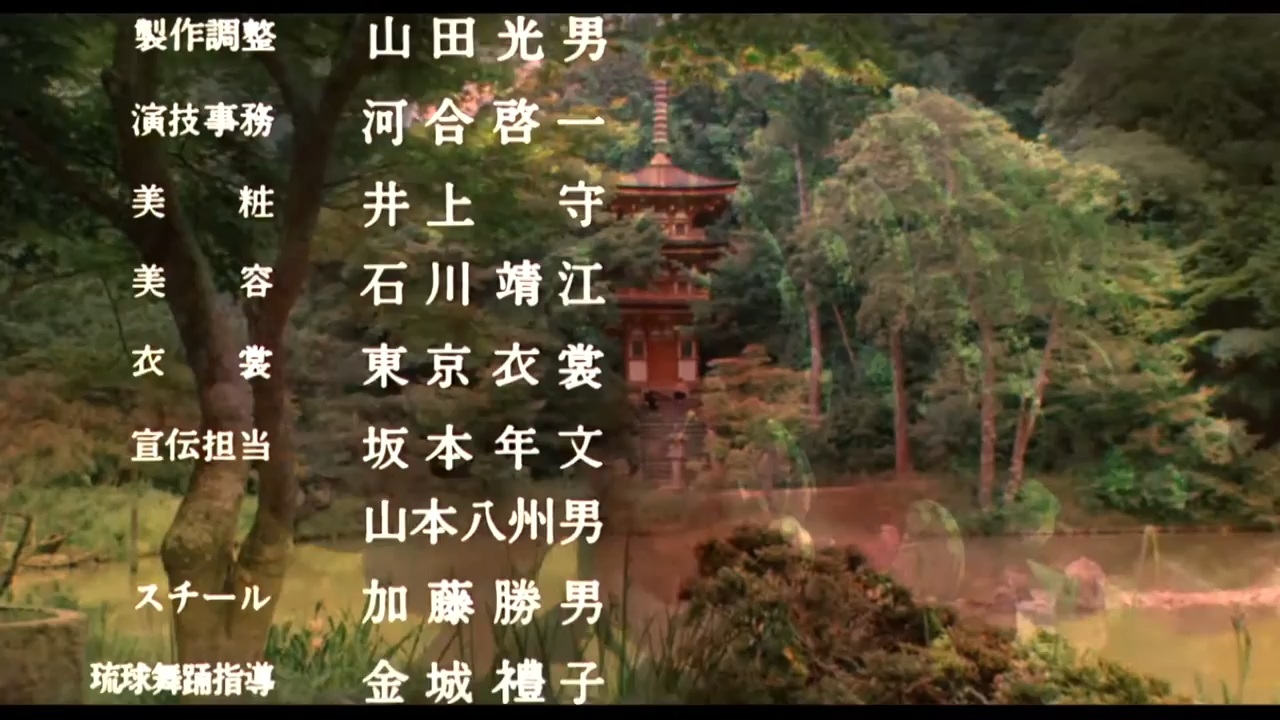 製作調整 山田光男
演技事務 河合啓一
美粧 井上守
美容 石川靖江
衣裳 東京衣裳
宣伝担当 坂本年文
山本八州男
スチール 加藤勝男
琉球舞踊指導 金城禮子